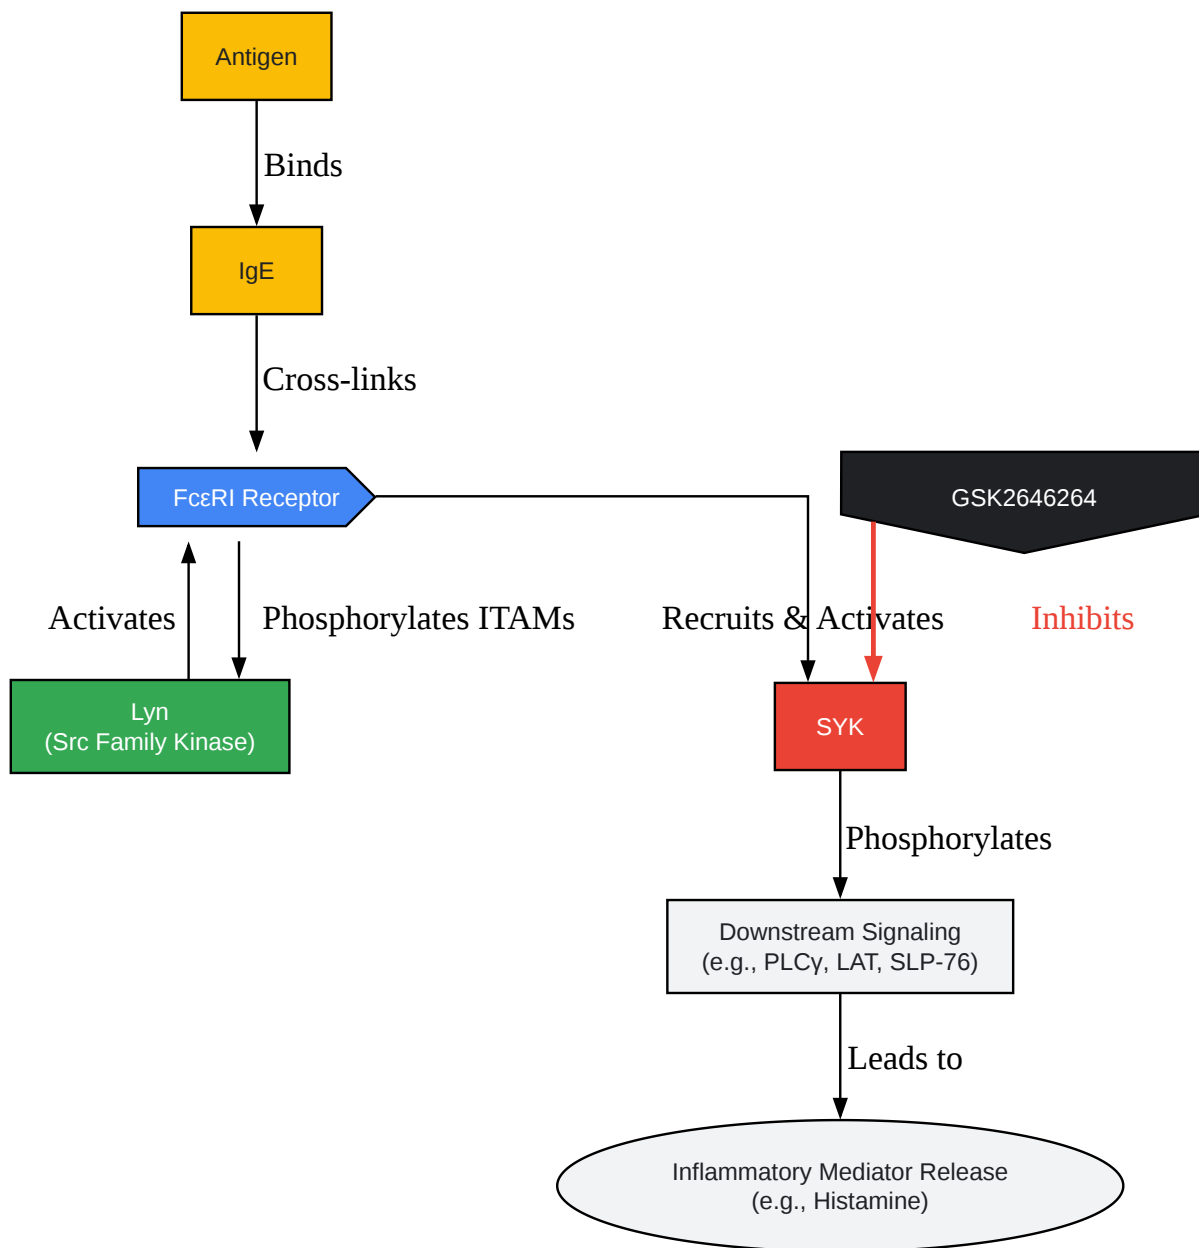 Antigen
Binds
IgE
Cross-links
FcεRI Receptor
GSK2646264
Activates
Phosphorylates ITAMs
Recruits & Activates
Inhibits
Lyn
(Src Family Kinase)
SYK
Phosphorylates
Downstream Signaling
(e.g., PLCγ, LAT, SLP-76)
Leads to
Inflammatory Mediator Release
(e.g., Histamine)